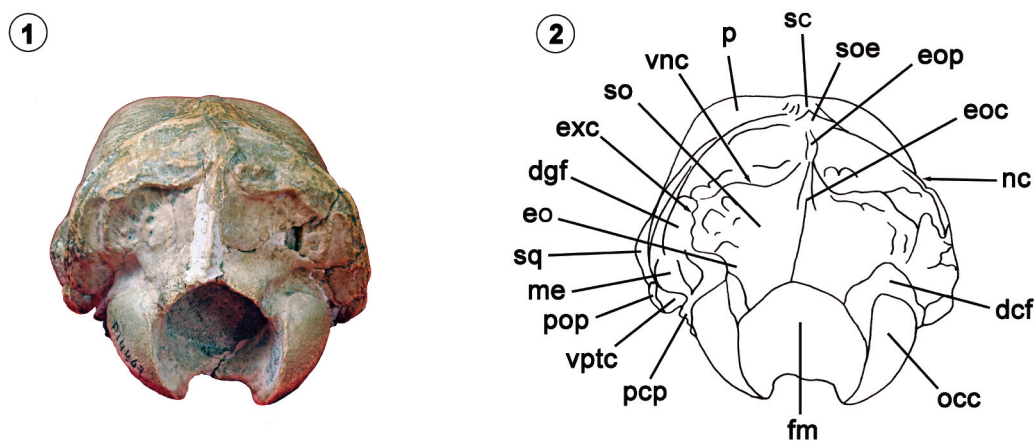 1
P14467
2
p
sc
soe
eop
eoc
nc
vnc
so
exc
dgf
eo
sq
me
pop
vptc
pcp
fm
occ
dcf